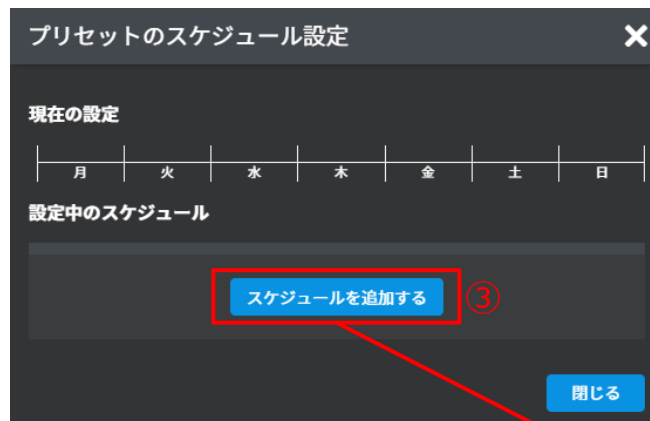 プリセットのスケジュール設定
現在の設定
月 火 水 木 金 土 日
設定中のスケジュール
スケジュールを追加する ③
閉じる